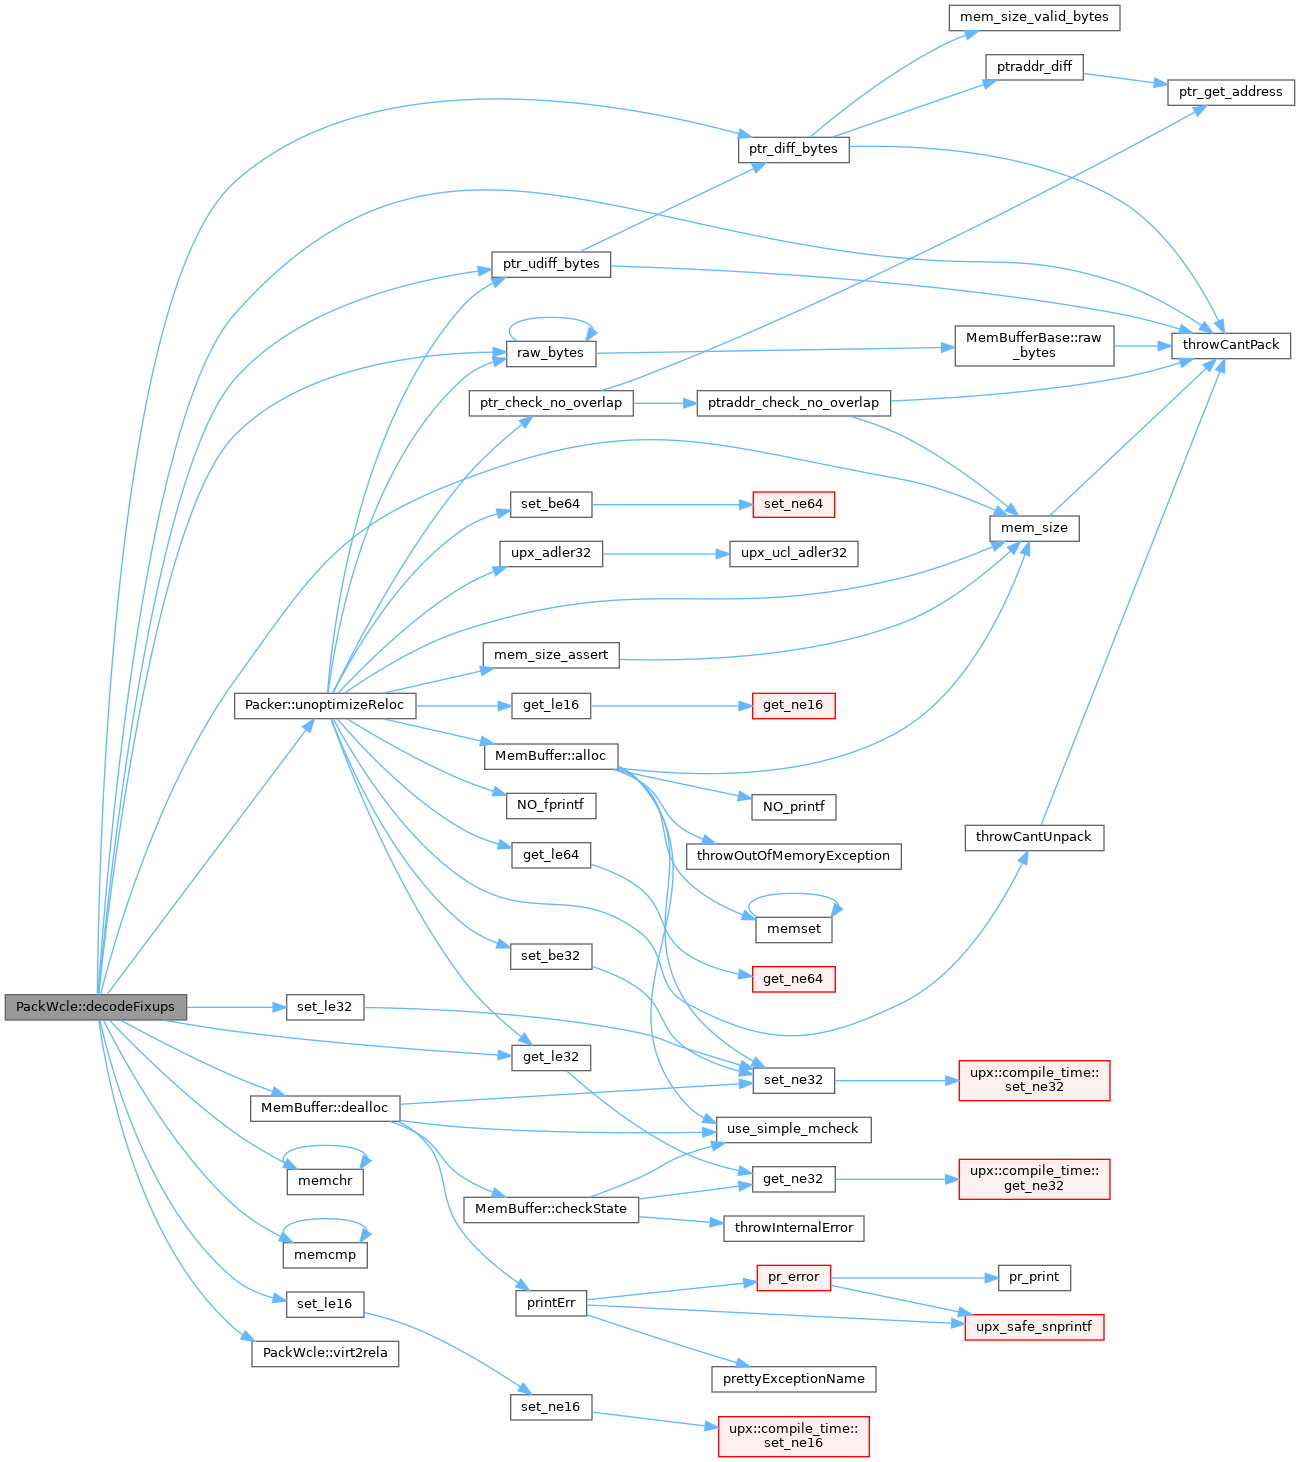 mem_size_valid_bytes
ptraddr_diff
ptr_get_address
ptr_diff_bytes
ptr_udiff_bytes
raw_bytes
MemBufferBase::raw
_bytes
throwCantPack
ptr_check_no_overlap
ptraddr_check_no_overlap
set_be64
set_ne64
mem_size
upx_adler32
upx_ucl_adler32
mem_size_assert
Packer::unoptimizeReloc
get_le16
get_ne16
MemBuffer::alloc
NO_fprintf
NO_printf
throwCantUnpack
get_le64
throwOutOfMemoryException
memset
set_be32
get_ne64
PackWcle::decodeFixups
set_le32
get_le32
set_ne32
upx::compile_time::
set_ne32
MemBuffer::dealloc
use_simple_mcheck
memchr
get_ne32
upx::compile_time::
get_ne32
MemBuffer::checkState
throwInternalError
memcmp
pr_error
pr_print
set_le16
printErr
upx_safe_snprintf
PackWcle::virt2rela
prettyExceptionName
set_ne16
upx::compile_time::
set_ne16